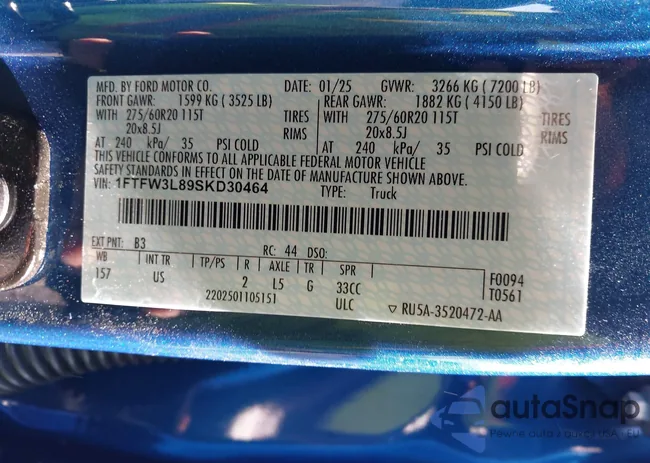 MFD. BY FORD MOTOR CO. DATE: 01/25 GVWR: 3266 KG (7200 LB)
FRONT GAWR: 1599 KG (3525 LB) REAR GAWR: 1882 KG (4150 LB)
WITH 275/60R20 115T TIRES WITH 275/60R20 115T TIRES
20x8.5J RIMS 20x8.5J RIMS
AT 240 kPa/ 35 PSI COLD AT 240 kPa/ 35 PSI COLD
THIS VEHICLE CONFORMS TO ALL APPLICABLE FEDERAL MOTOR VEHICLE
SAFETY STANDARDS IN EFFECT ON THE DATE OF MANUFACTURE SHOWN ABOVE.
VIN: 1FTFW3L89SKD30464 TYPE: Truck
EXT PNT: B3 RC: 44 DSO:
WB INT TR TP/PS R AXLE TR SPR F0094
157 US 2 L5 G 33CC T0561
2202501105151 ULC ▽ RU5A-3520472-AA
autaSnap